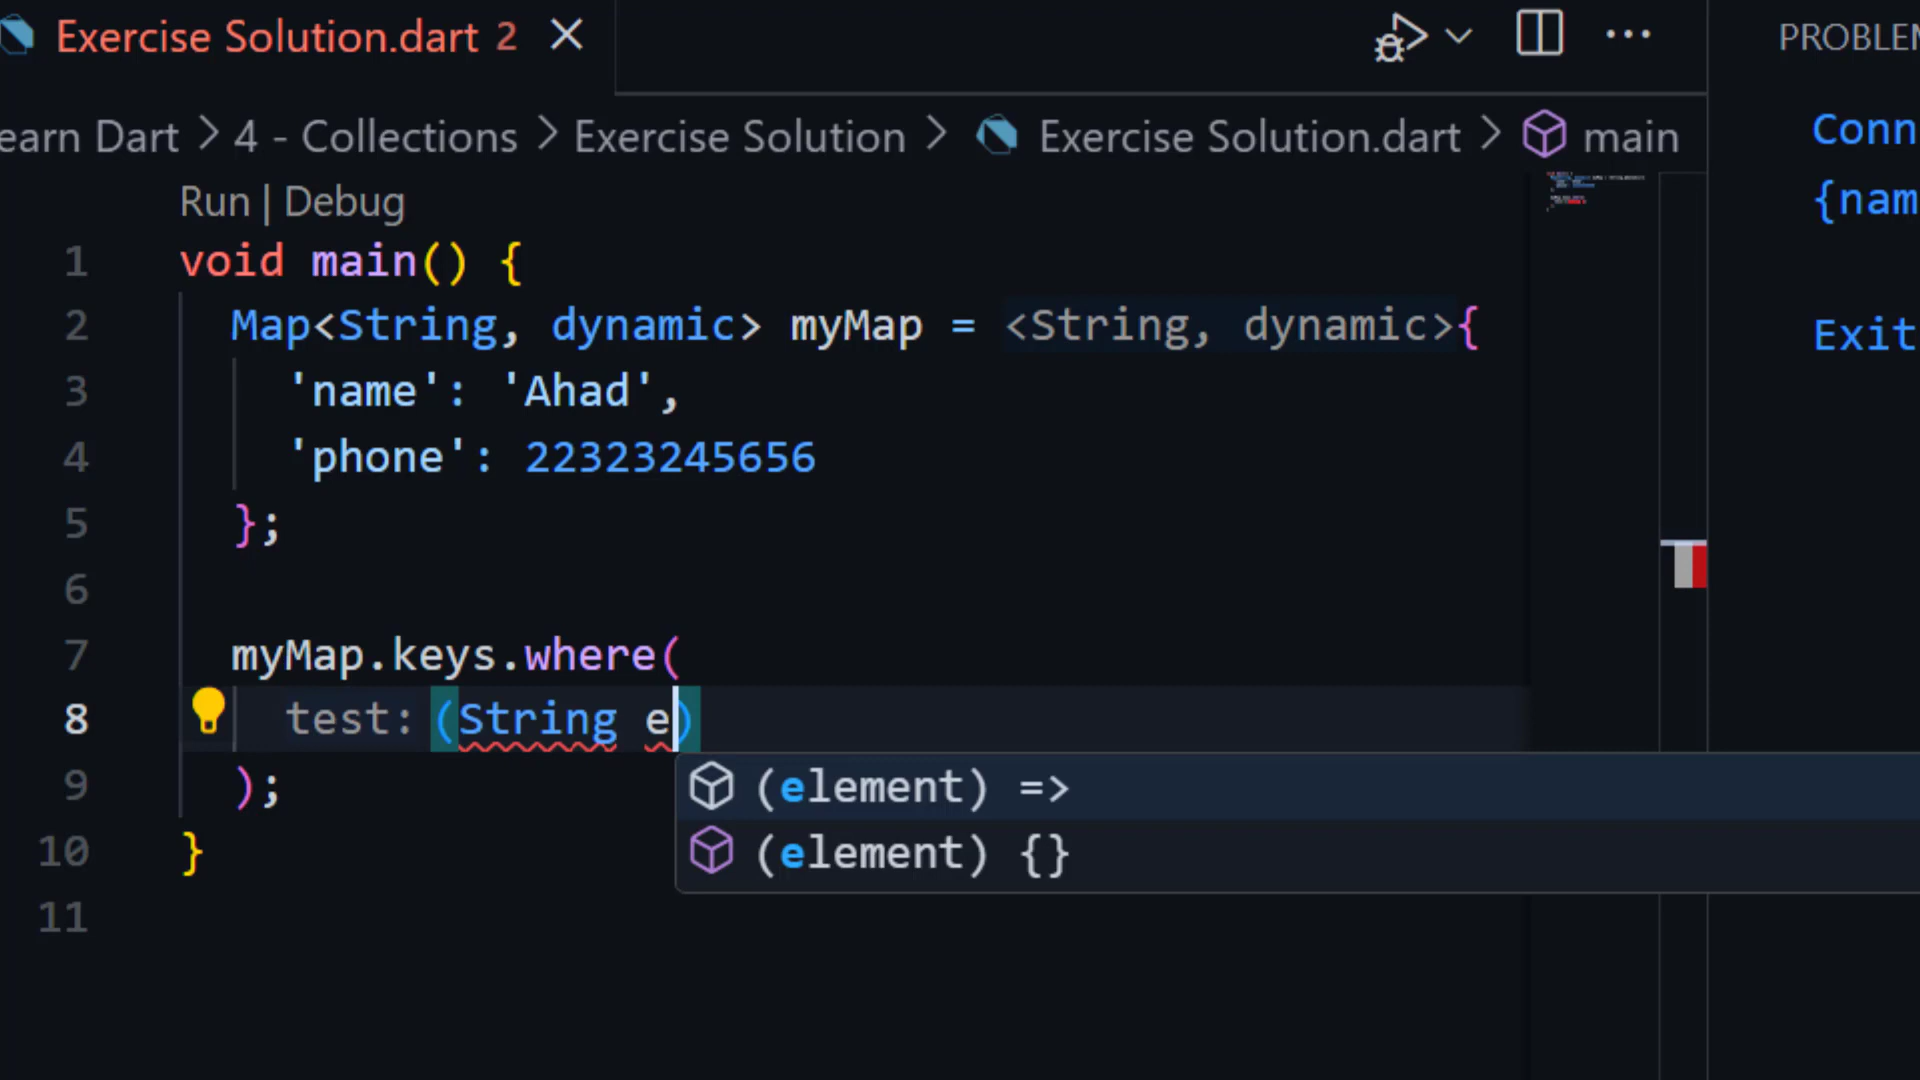 Exercise Solution.dart 2
PROBLEM
earn Dart > 4 - Collections > Exercise Solution > Exercise Solution.dart > main
Run | Debug
1 void main() {
2 Map<String, dynamic> myMap = <String, dynamic>{
3 'name': 'Ahad',
4 'phone': 22323245656
5 };
6
7 myMap.keys.where(
8 test: (String e)
9 );
10 }
11
(element) =>
(element) {}
Conn
{nam
Exit